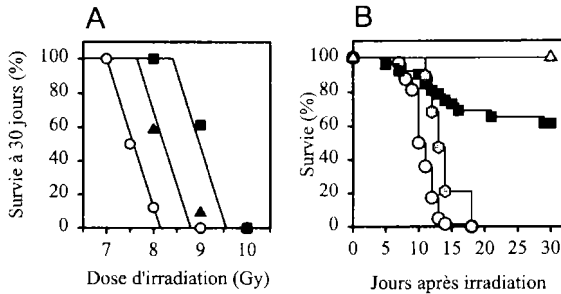 A
Survie à 30 jours (%)
100
80
60
40
20
0
7 8 9 10
Dose d'irradiation (Gy)
B
Survie (%)
100
80
60
40
20
0
0 5 10 15 20 25 30
Jours après irradiation